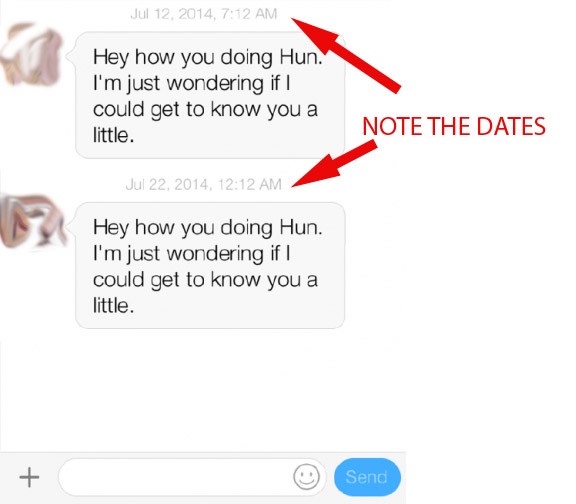 Jul 12, 2014, 7:12 AM
Hey how you doing Hun.
I'm just wondering if I
could get to know you a
little.
NOTE THE DATES
Jul 22, 2014, 12:12 AM
Hey how you doing Hun.
I'm just wondering if I
could get to know you a
little.
Send